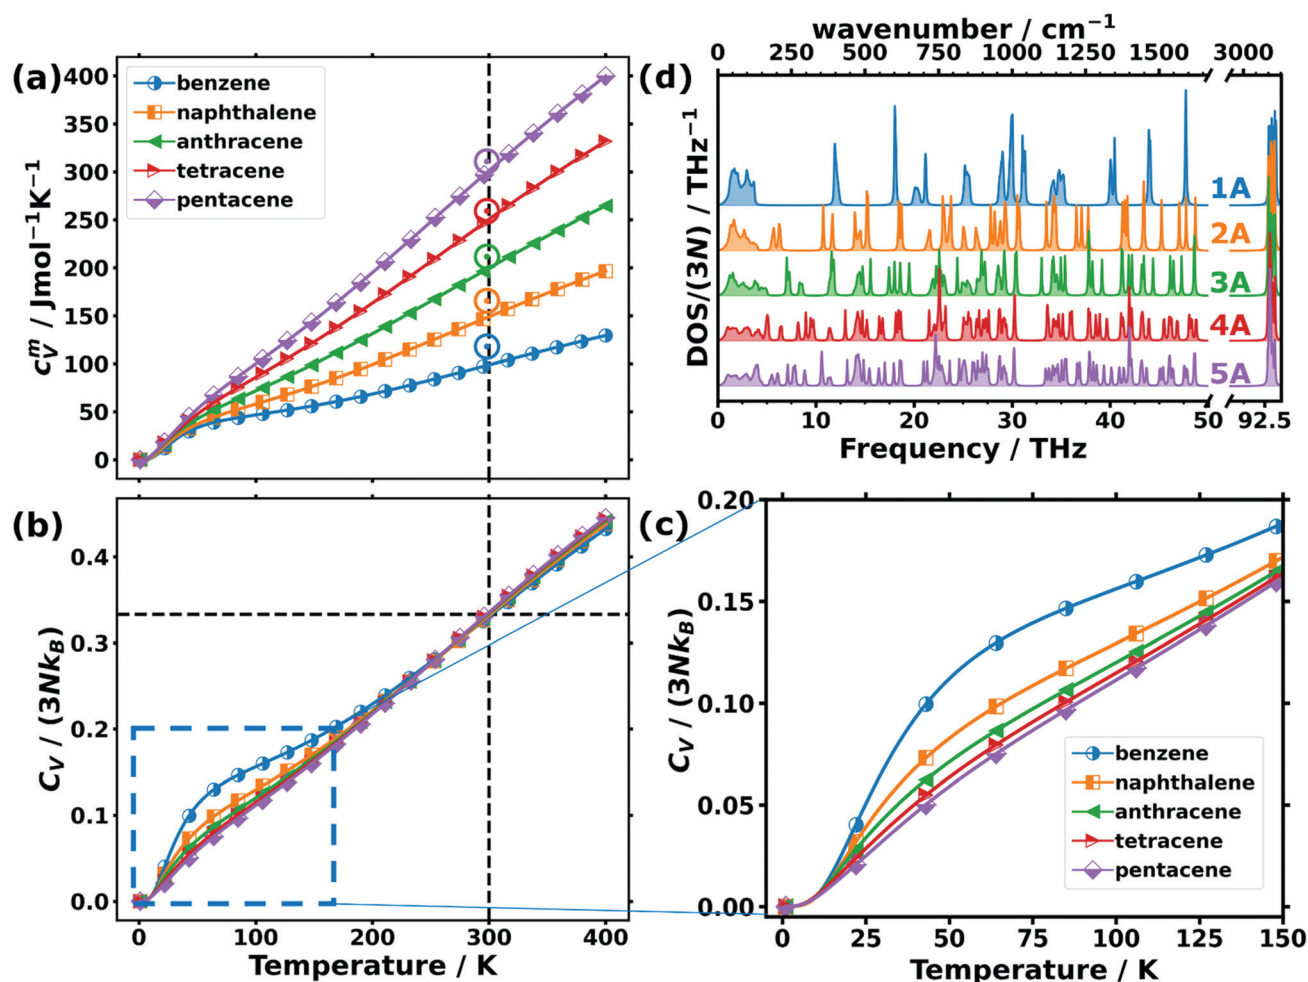 (a)
400
350
300
250
200
150
100
50
0
c_V^m / Jmol⁻¹K⁻¹
benzene
naphthalene
anthracene
tetracene
pentacene
(d)
wavenumber / cm⁻¹
0 250 500 750 1000 1250 1500 3000
DOS/(3N) / THz⁻¹
1A
2A
3A
4A
5A
0 10 20 30 40 50 92.5
Frequency / THz
(b)
0.4
0.3
0.2
0.1
0.0
C_V / (3Nk_B)
0 100 200 300 400
Temperature / K
(c)
0.20
0.15
0.10
0.05
0.00
C_V / (3Nk_B)
benzene
naphthalene
anthracene
tetracene
pentacene
0 25 50 75 100 125 150
Temperature / K